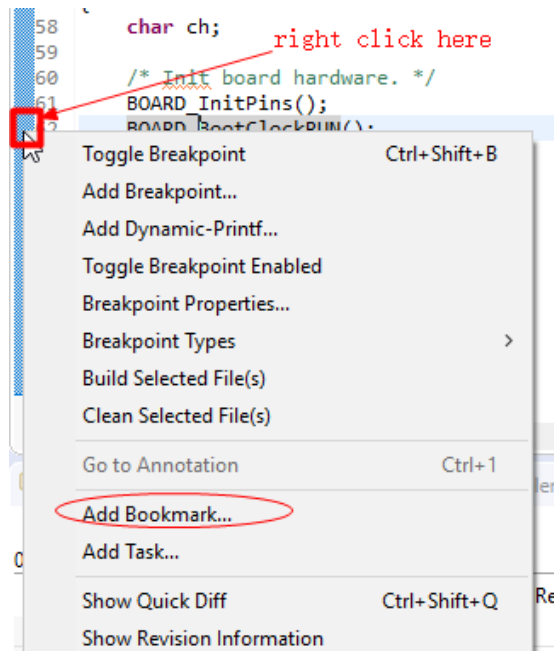 58 char ch;
right click here
59
60 /* Init board hardware. */
61 BOARD_InitPins();
62 BOARD_BootClockRUN();
Toggle Breakpoint Ctrl+Shift+B
Add Breakpoint...
Add Dynamic-Printf...
Toggle Breakpoint Enabled
Breakpoint Properties...
Breakpoint Types >
Build Selected File(s)
Clean Selected File(s)
Go to Annotation Ctrl+1
Add Bookmark...
Add Task...
Show Quick Diff Ctrl+Shift+Q
Show Revision Information